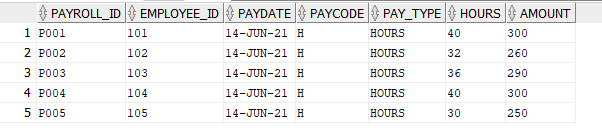 PAYROLL_ID EMPLOYEE_ID PAYDATE PAYCODE PAY_TYPE HOURS AMOUNT
1 P001 101 14-JUN-21 H HOURS 40 300
2 P002 102 14-JUN-21 H HOURS 32 260
3 P003 103 14-JUN-21 H HOURS 36 290
4 P004 104 14-JUN-21 H HOURS 40 300
5 P005 105 14-JUN-21 H HOURS 30 250